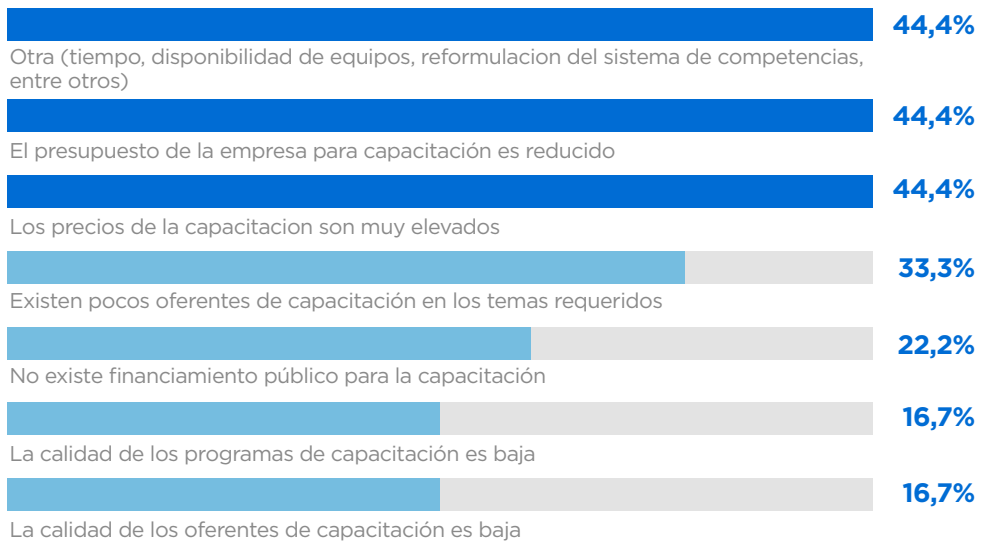 44,4%
Otra (tiempo, disponibilidad de equipos, reformulacion del sistema de competencias,
entre otros)
44,4%
El presupuesto de la empresa para capacitación es reducido
44,4%
Los precios de la capacitacion son muy elevados
33,3%
Existen pocos oferentes de capacitación en los temas requeridos
22,2%
No existe financiamiento público para la capacitación
16,7%
La calidad de los programas de capacitación es baja
16,7%
La calidad de los oferentes de capacitación es baja